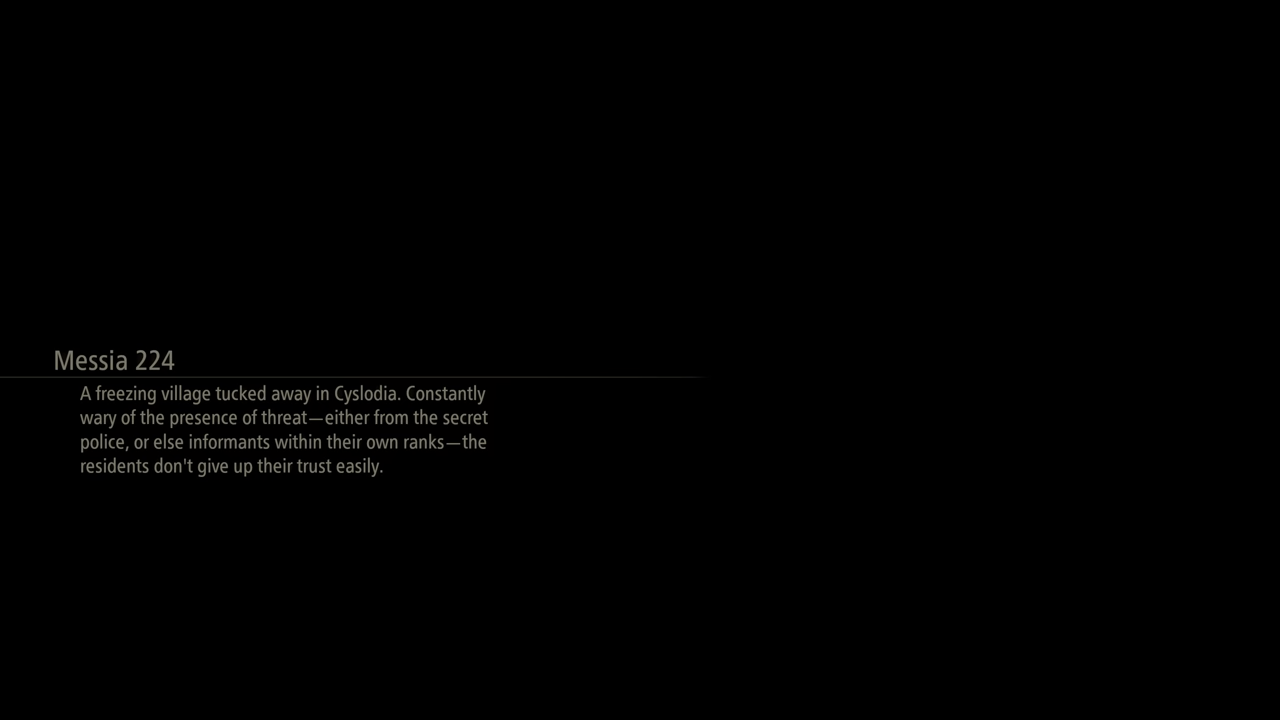 Messia 224
A freezing village tucked away in Cyslodia. Constantly
wary of the presence of threat—either from the secret
police, or else informants within their own ranks—the
residents don't give up their trust easily.